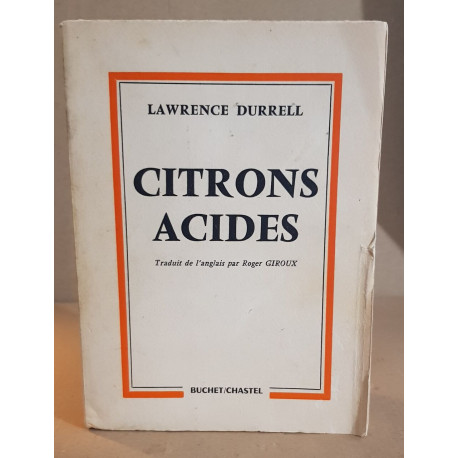 LAWRENCE DURRELL
CITRONS
ACIDES
Traduit de l'anglais par Roger GIROUX
BUCHET/CHASTEL